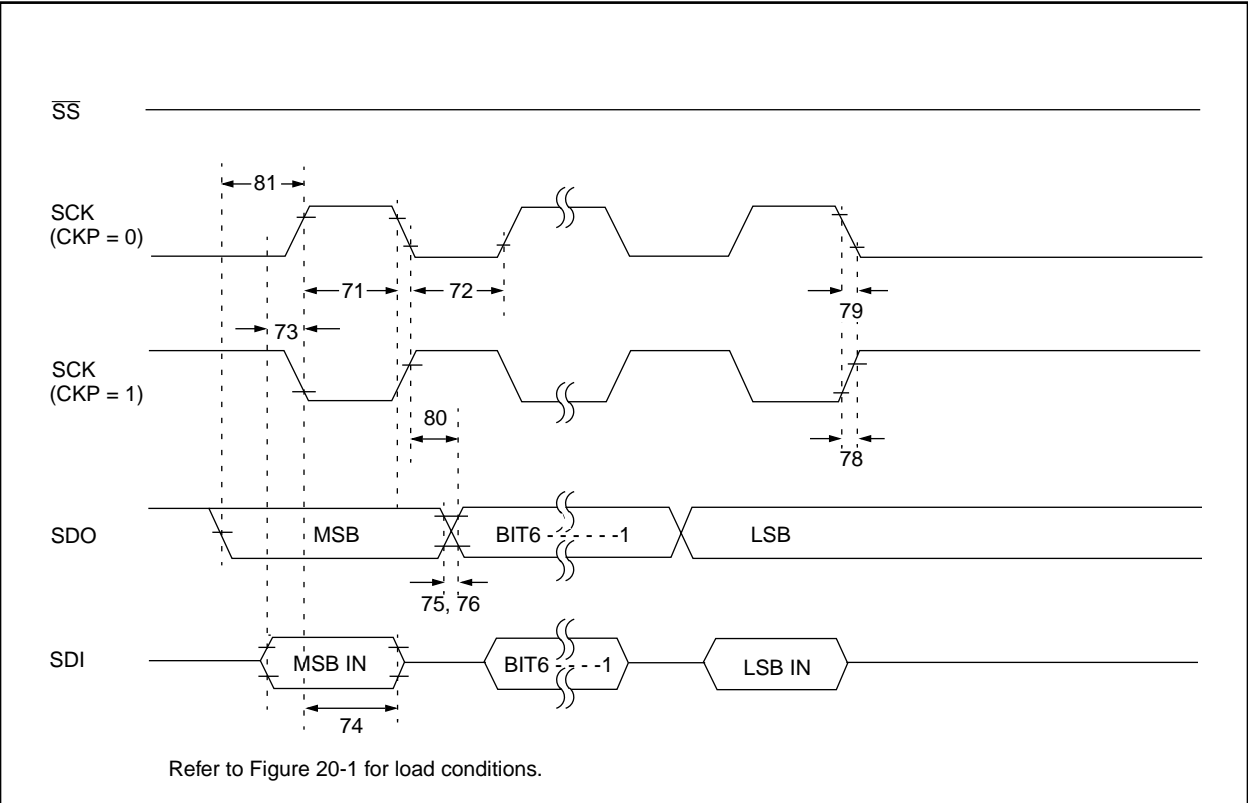 SS
81
SCK
(CKP = 0)
71
72
79
73
SCK
(CKP = 1)
80
78
SDO
MSB
BIT6 - - - - - -1
LSB
75, 76
SDI
MSB IN
BIT6 - - - -1
LSB IN
74
Refer to Figure 20-1 for load conditions.